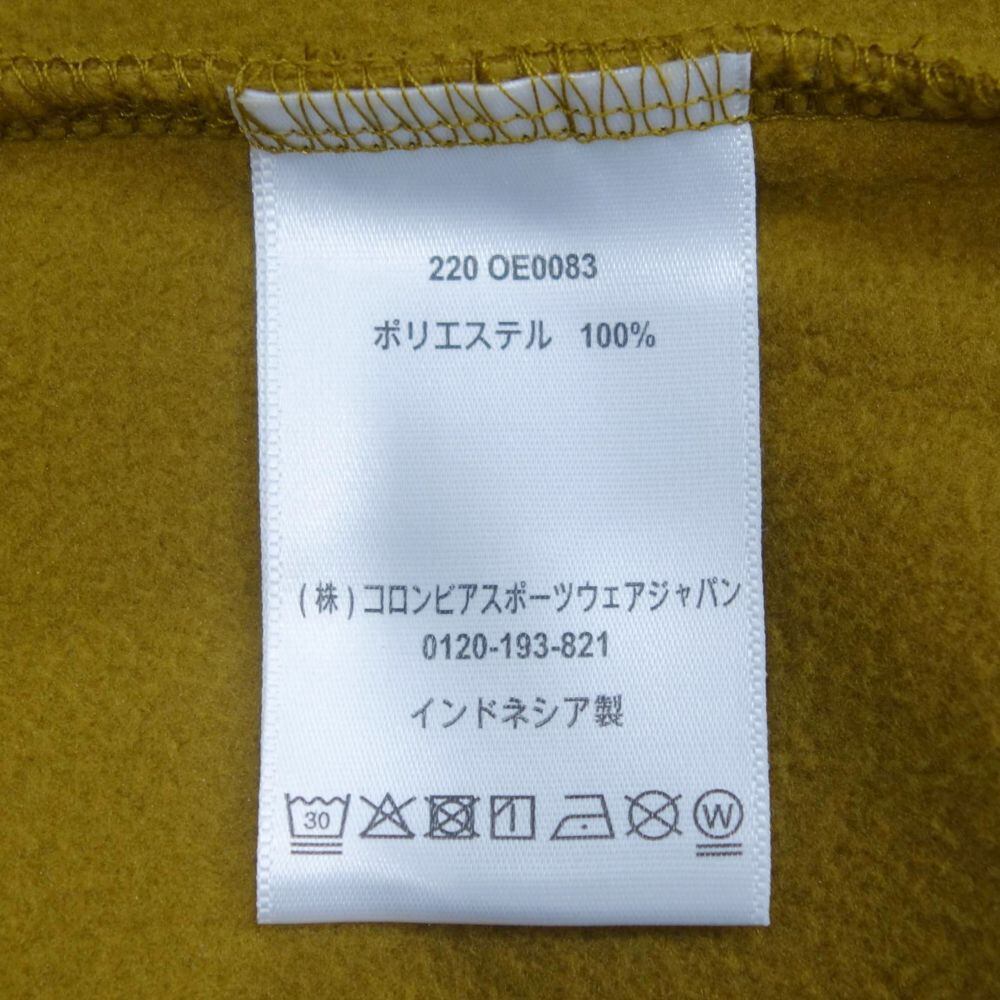 220 OE0083
ポリエステル 100%
(株)コロンビアスポーツウェアジャパン
0120-193-821
インドネシア製
30
W